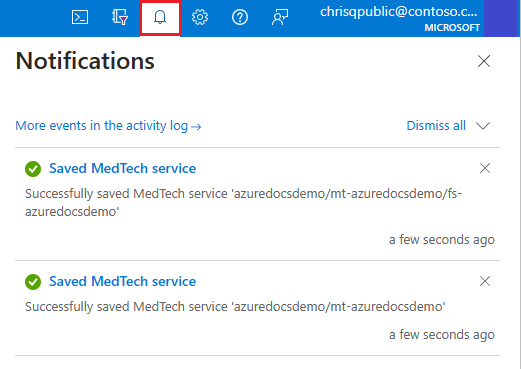 chrisqpublic@contoso.c...
MICROSOFT
Notifications
More events in the activity log→
Dismiss all
Saved MedTech service
Successfully saved MedTech service 'azuredocsdemo/mt-azuredocsdemo/fs-
azuredocsdemo'
a few seconds ago
Saved MedTech service
Successfully saved MedTech service 'azuredocsdemo/mt-azuredocsdemo'
a few seconds ago